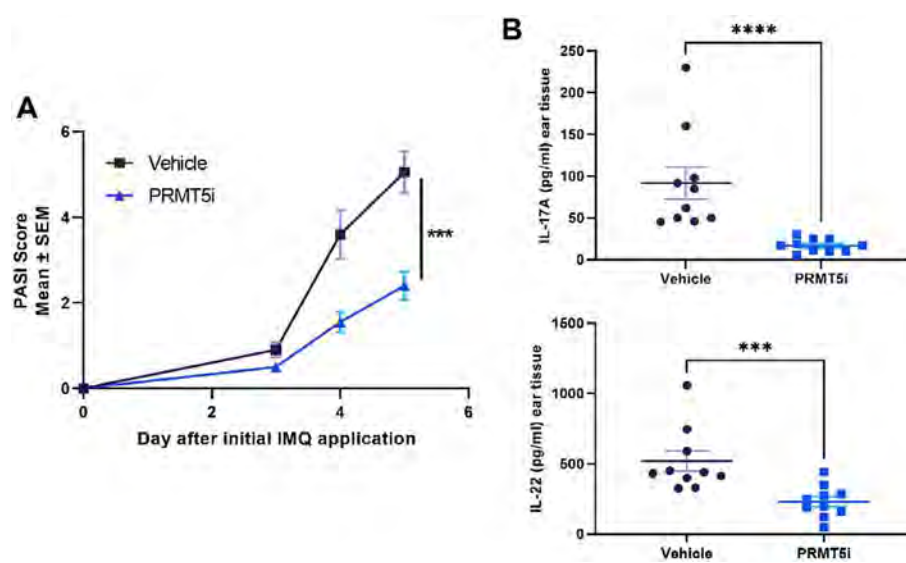 A
PASI Score
Mean ± SEM
6
4
2
0
Vehicle
PRMT5i
***
0 2 4 6
Day after initial IMQ application
B
IL-17A (pg/ml) ear tissue
250
200
150
100
50
0
****
Vehicle PRMT5i
IL-22 (pg/ml) ear tissue
1500
1000
500
0
***
Vehicle PRMT5i